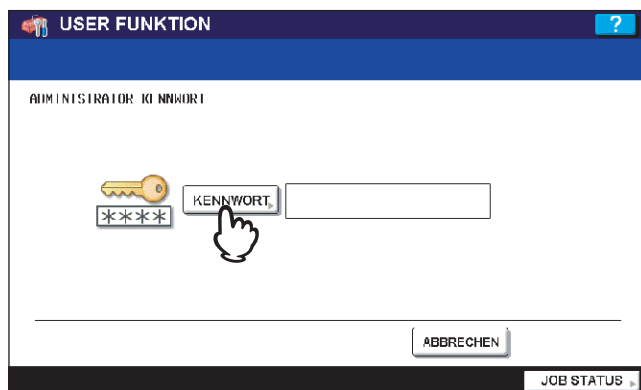 USER FUNKTION ?
ADMINISTRATOR KENNWORT
KENNWORT
****
ABBRECHEN
JOB STATUS